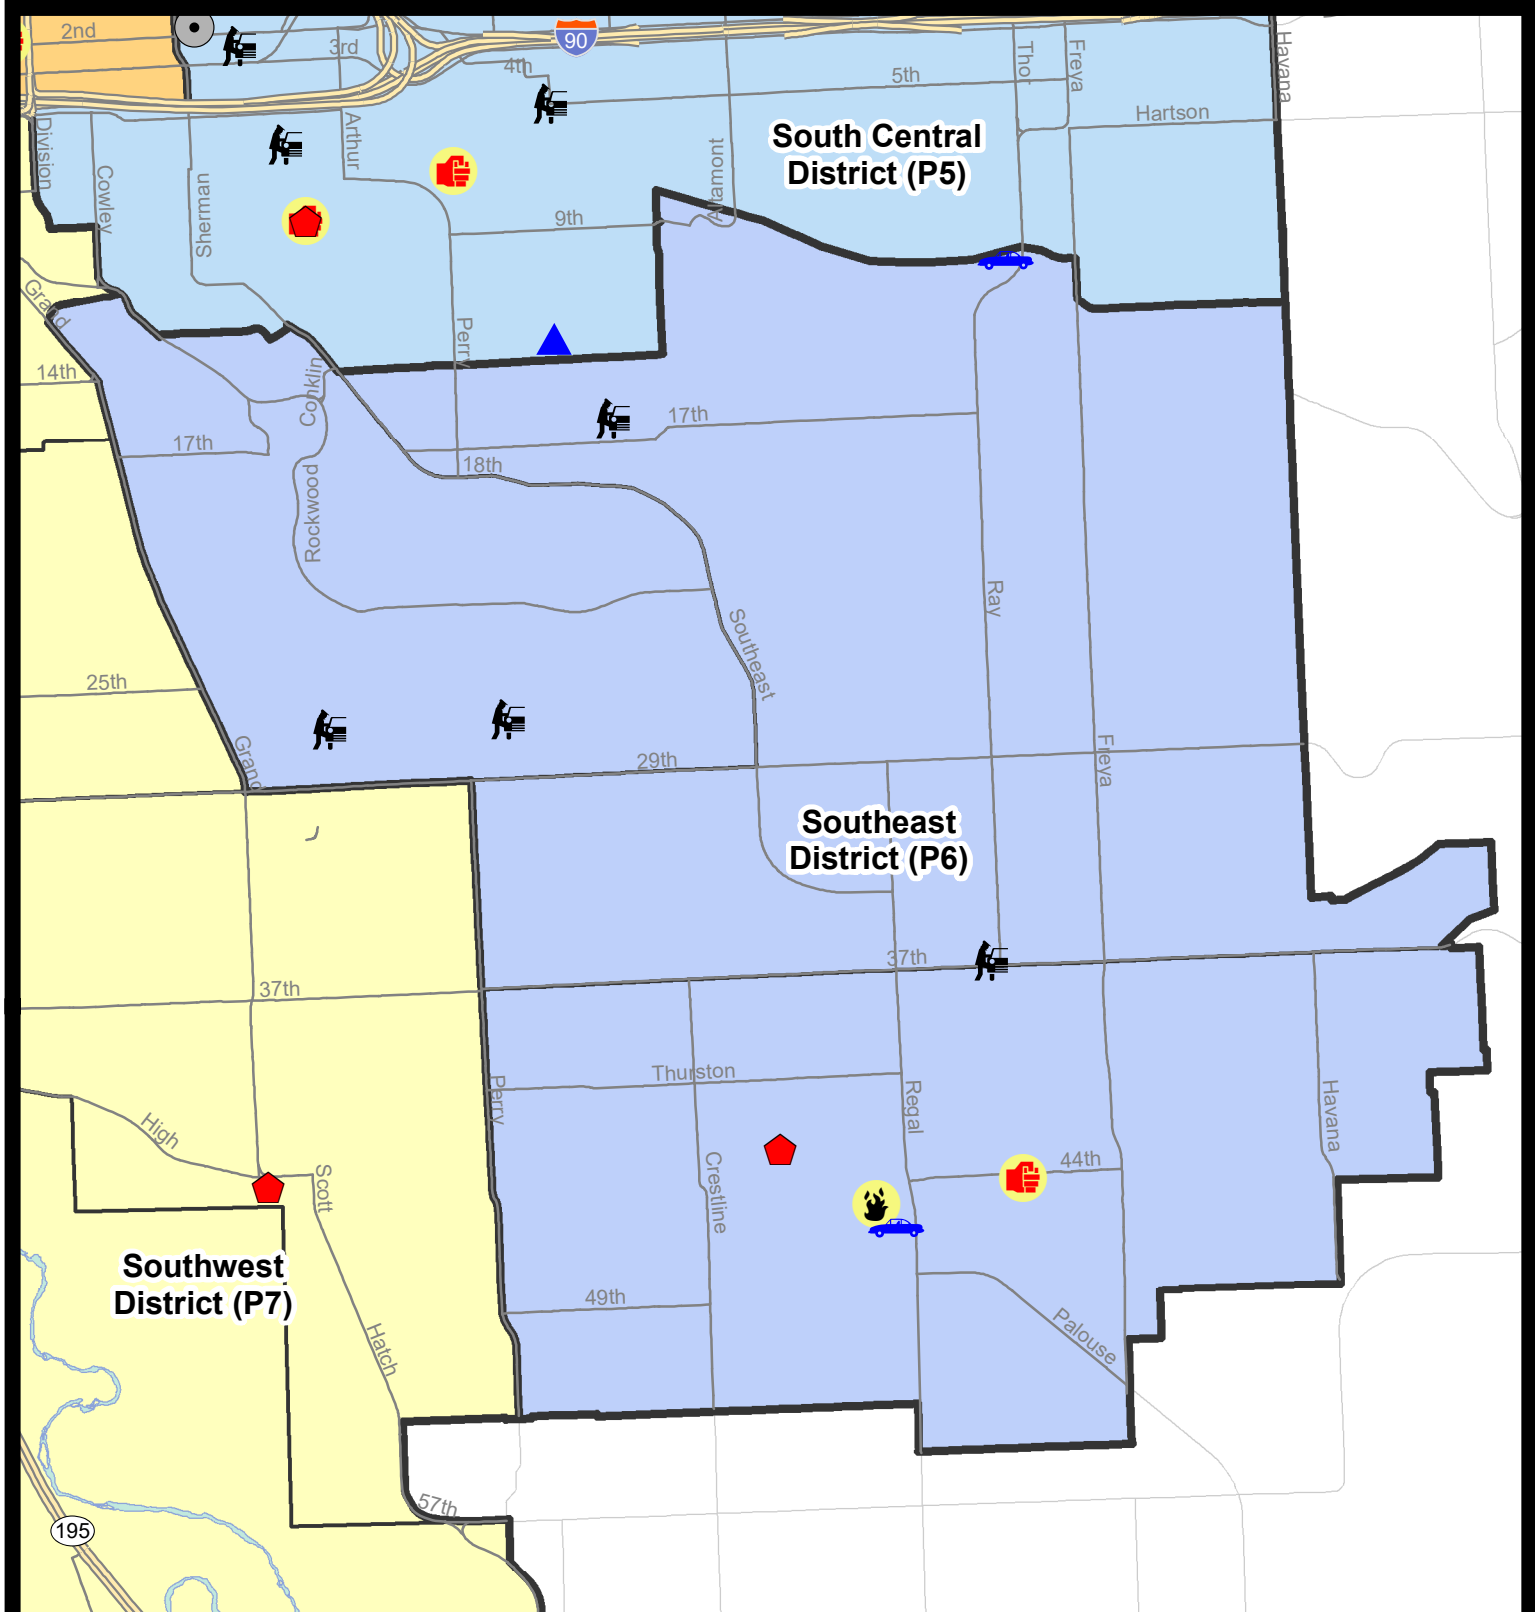 2nd
3rd
90
4th
5th
Thor
Freya
Havana
Hartson
Division
Cowley
Sherman
Arthur
Altamont
South Central
District (P5)
9th
Grand
Perry
14th
Conklin
17th
17th
18th
Rockwood
Ray
Southeast
25th
Grand
29th
Freya
Southeast
District (P6)
37th
37th
Thurston
Perry
Regal
Havana
High
Scott
Crestline
44th
Southwest
District (P7)
49th
Hatch
Palouse
57th
195